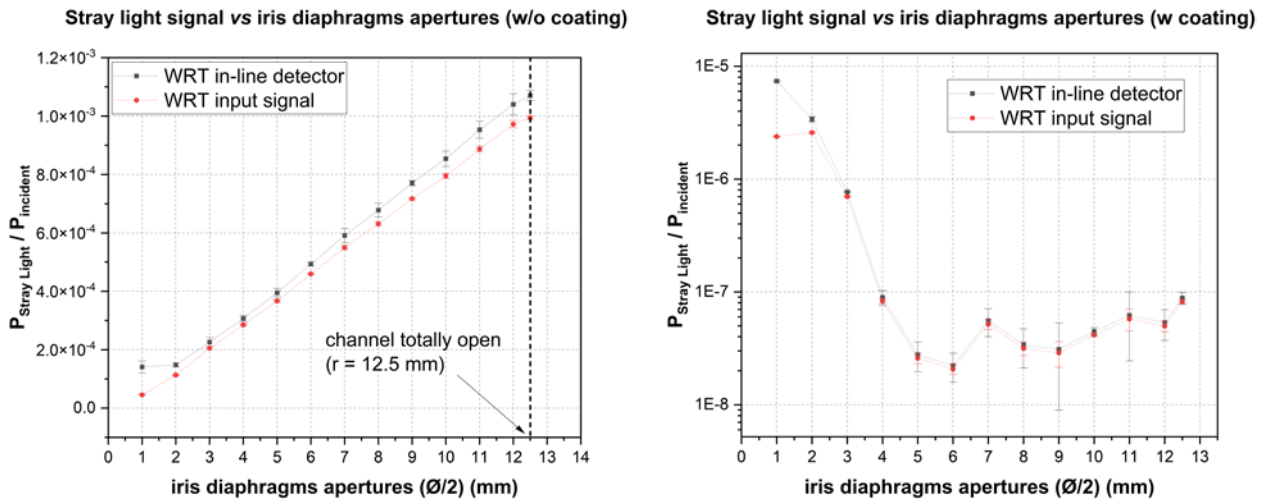 Stray light signal vs iris diaphragms apertures (w/o coating)
1.2×10⁻³
1.0×10⁻³
8.0×10⁻⁴
6.0×10⁻⁴
4.0×10⁻⁴
2.0×10⁻⁴
0.0
P_Stray Light / P_incident
WRT in-line detector
WRT input signal
channel totally open
(r = 12.5 mm)
0 1 2 3 4 5 6 7 8 9 10 11 12 13 14
iris diaphragms apertures (Ø/2) (mm)
Stray light signal vs iris diaphragms apertures (w coating)
1E-5
1E-6
1E-7
1E-8
P_Stray Light / P_incident
WRT in-line detector
WRT input signal
0 1 2 3 4 5 6 7 8 9 10 11 12 13
iris diaphragms apertures (Ø/2) (mm)